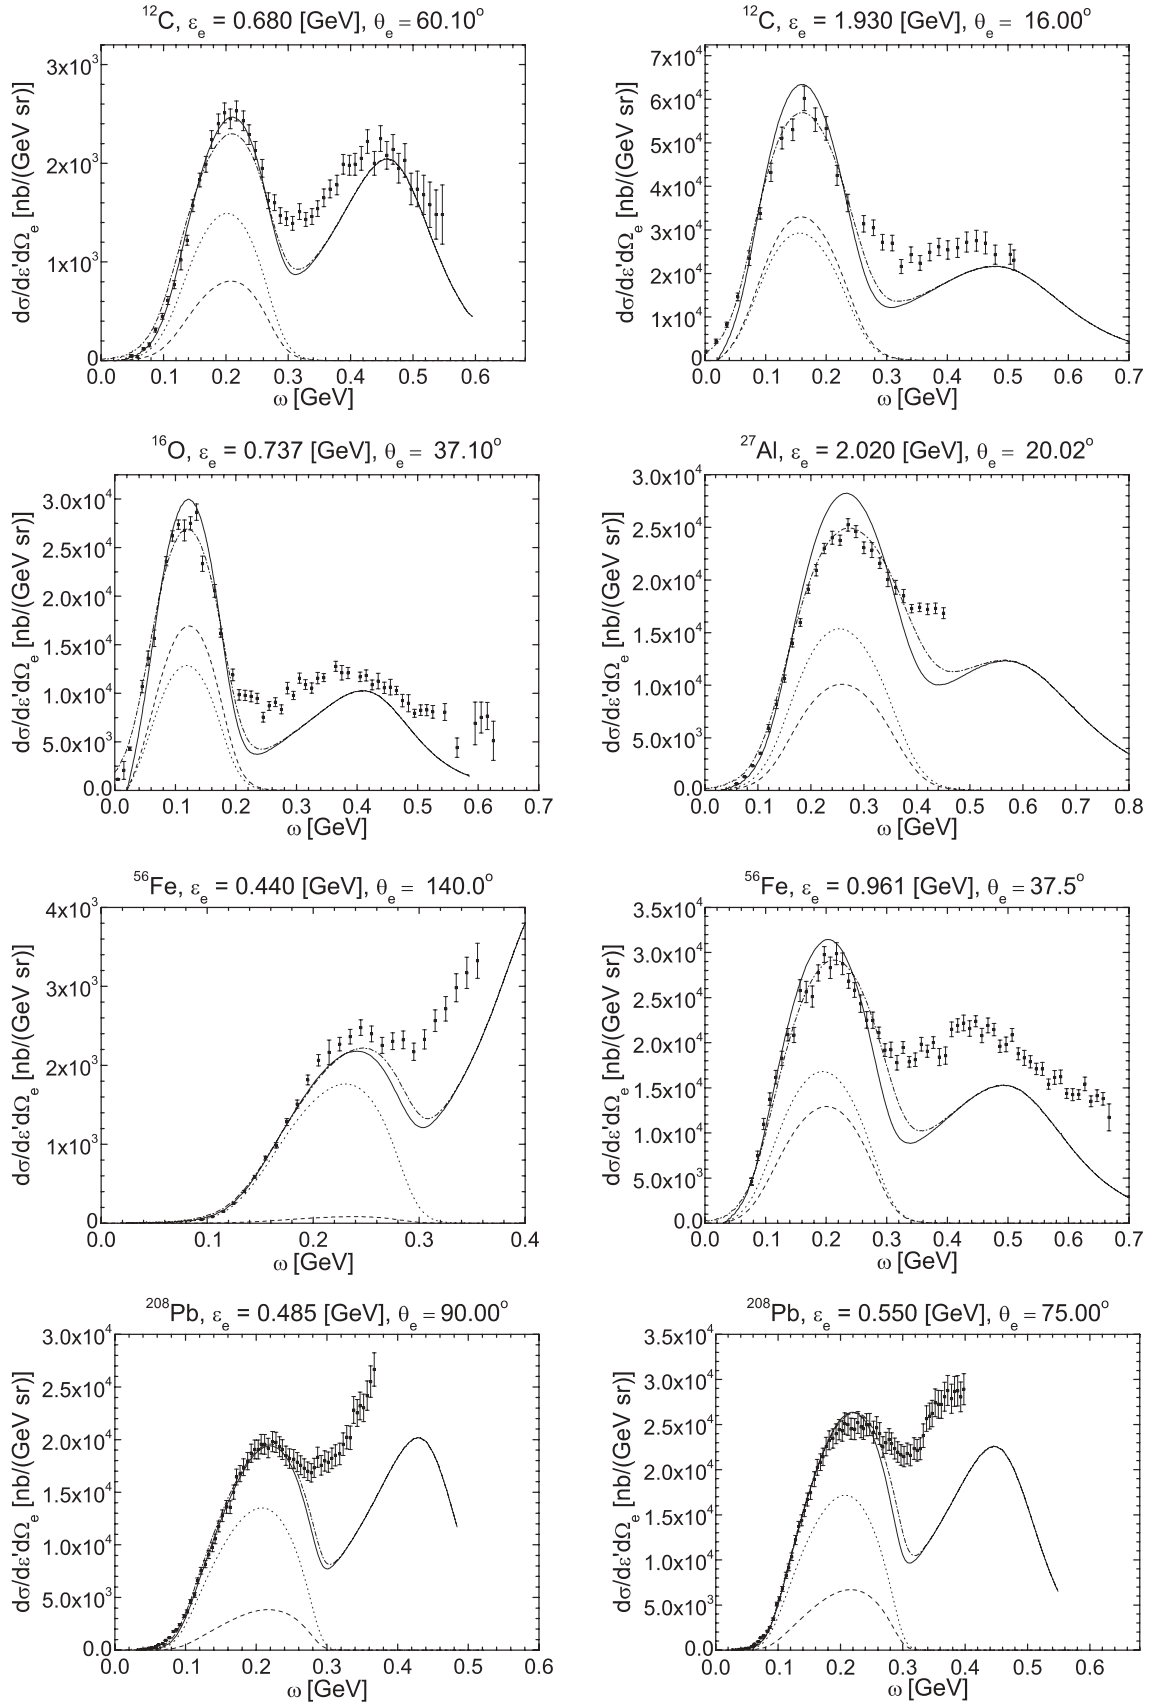 ¹²C, εₑ = 0.680 [GeV], θₑ = 60.10°
dσ/dε'dΩₑ [nb/(GeV sr)]
3x10³
2x10³
1x10³
0
0.0 0.1 0.2 0.3 0.4 0.5 0.6
ω [GeV]
¹²C, εₑ = 1.930 [GeV], θₑ = 16.00°
dσ/dε'dΩₑ [nb/(GeV sr)]
7x10⁴
6x10⁴
5x10⁴
4x10⁴
3x10⁴
2x10⁴
1x10⁴
0
0.0 0.1 0.2 0.3 0.4 0.5 0.6 0.7
ω [GeV]
¹⁶O, εₑ = 0.737 [GeV], θₑ = 37.10°
dσ/dε'dΩₑ [nb/(GeV sr)]
3.0x10⁴
2.5x10⁴
2.0x10⁴
1.5x10⁴
1.0x10⁴
5.0x10³
0.0
0.0 0.1 0.2 0.3 0.4 0.5 0.6 0.7
ω [GeV]
²⁷Al, εₑ = 2.020 [GeV], θₑ = 20.02°
dσ/dε'dΩₑ [nb/(GeV sr)]
3.0x10⁴
2.5x10⁴
2.0x10⁴
1.5x10⁴
1.0x10⁴
5.0x10³
0.0
0.0 0.1 0.2 0.3 0.4 0.5 0.6 0.7 0.8
ω [GeV]
⁵⁶Fe, εₑ = 0.440 [GeV], θₑ = 140.0°
dσ/dε'dΩₑ [nb/(GeV sr)]
4x10³
3x10³
2x10³
1x10³
0
0.0 0.1 0.2 0.3 0.4
ω [GeV]
⁵⁶Fe, εₑ = 0.961 [GeV], θₑ = 37.5°
dσ/dε'dΩₑ [nb/(GeV sr)]
3.5x10⁴
3.0x10⁴
2.5x10⁴
2.0x10⁴
1.5x10⁴
1.0x10⁴
5.0x10³
0.0
0.0 0.1 0.2 0.3 0.4 0.5 0.6 0.7
ω [GeV]
²⁰⁸Pb, εₑ = 0.485 [GeV], θₑ = 90.00°
dσ/dε'dΩₑ [nb/(GeV sr)]
3.0x10⁴
2.5x10⁴
2.0x10⁴
1.5x10⁴
1.0x10⁴
5.0x10³
0.0
0.0 0.1 0.2 0.3 0.4 0.5 0.6
ω [GeV]
²⁰⁸Pb, εₑ = 0.550 [GeV], θₑ = 75.00°
dσ/dε'dΩₑ [nb/(GeV sr)]
3.5x10⁴
3.0x10⁴
2.5x10⁴
2.0x10⁴
1.5x10⁴
1.0x10⁴
5.0x10³
0.0
0.0 0.1 0.2 0.3 0.4 0.5 0.6
ω [GeV]